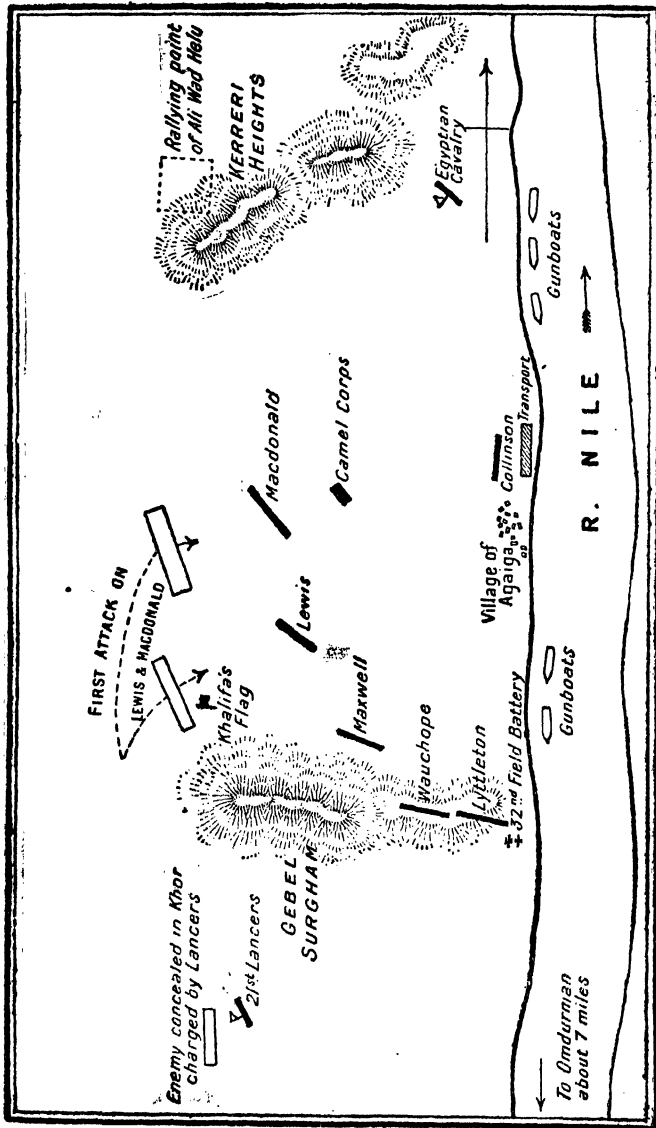 Enemy concealed in Khor
charged by Lancers
21st Lancers
GEBEL
SURGHAM
FIRST ATTACK ON
LEWIS & MACDONALD
Khalifa's
Flag
Rallying point
of Ali Wad Helu
KERRERI
HEIGHTS
Macdonald
Lewis
Camel Corps
Maxwell
Wauchope
Lyttleton
32nd Field Battery
Egyptian
Cavalry
Village of
Agaiga
Collinson
Transport
Gunboats
Gunboats
R. NILE
To Omdurman
about 7 miles